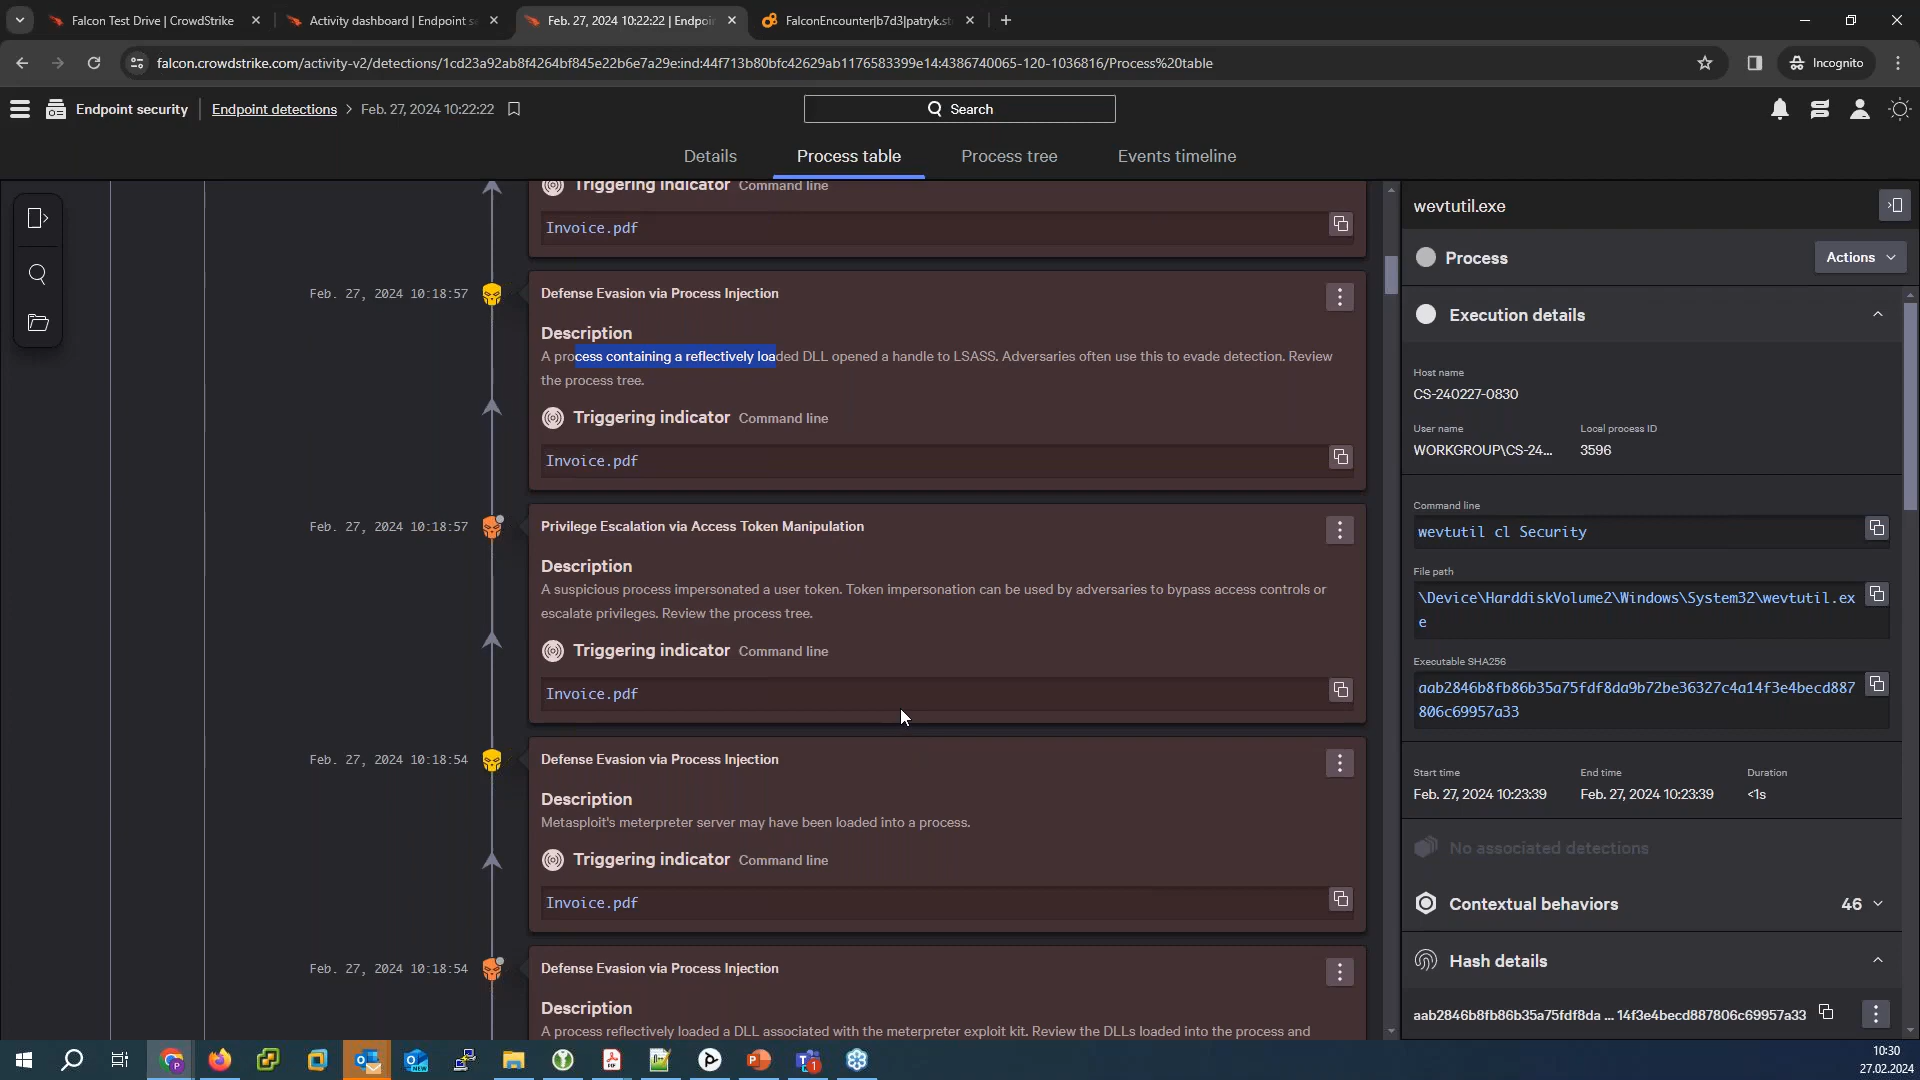 Falcon Test Drive | CrowdStrike
Activity dashboard | Endpoint se
Feb. 27, 2024 10:22:22 | Endpoin
FalconEncounter|b7d3|patryk.st
falcon.crowdstrike.com/activity-v2/detections/1cd23a92ab8f4264bf845e22b6e7a29e:ind:44f713b80bfc42629ab1176583399e14:4386740065-120-1036816/Process%20table
Incognito
Endpoint security
Endpoint detections > Feb. 27, 2024 10:22:22
Search
Details
Process table
Process tree
Events timeline
Triggering indicator Command line
Invoice.pdf
Feb. 27, 2024 10:18:57
Defense Evasion via Process Injection
Description
A process containing a reflectively loaded DLL opened a handle to LSASS. Adversaries often use this to evade detection. Review
the process tree.
Triggering indicator Command line
Invoice.pdf
Feb. 27, 2024 10:18:57
Privilege Escalation via Access Token Manipulation
Description
A suspicious process impersonated a user token. Token impersonation can be used by adversaries to bypass access controls or
escalate privileges. Review the process tree.
Triggering indicator Command line
Invoice.pdf
Feb. 27, 2024 10:18:54
Defense Evasion via Process Injection
Description
Metasploit's meterpreter server may have been loaded into a process.
Triggering indicator Command line
Invoice.pdf
Feb. 27, 2024 10:18:54
Defense Evasion via Process Injection
Description
A process reflectively loaded a DLL associated with the meterpreter exploit kit. Review the DLLs loaded into the process and
wevtutil.exe
Process
Actions
Execution details
Host name
CS-240227-0830
User name
Local process ID
WORKGROUP\CS-24...
3596
Command line
wevtutil cl Security
File path
\Device\HarddiskVolume2\Windows\System32\wevtutil.ex
e
Executable SHA256
aab2846b8fb86b35a75fdf8da9b72be36327c4a14f3e4becd887
806c69957a33
Start time
End time
Duration
Feb. 27, 2024 10:23:39
Feb. 27, 2024 10:23:39
<1s
No associated detections
Contextual behaviors
46
Hash details
aab2846b8fb86b35a75fdf8da ... 14f3e4becd887806c69957a33
NEW
1
10:30
27.02.2024